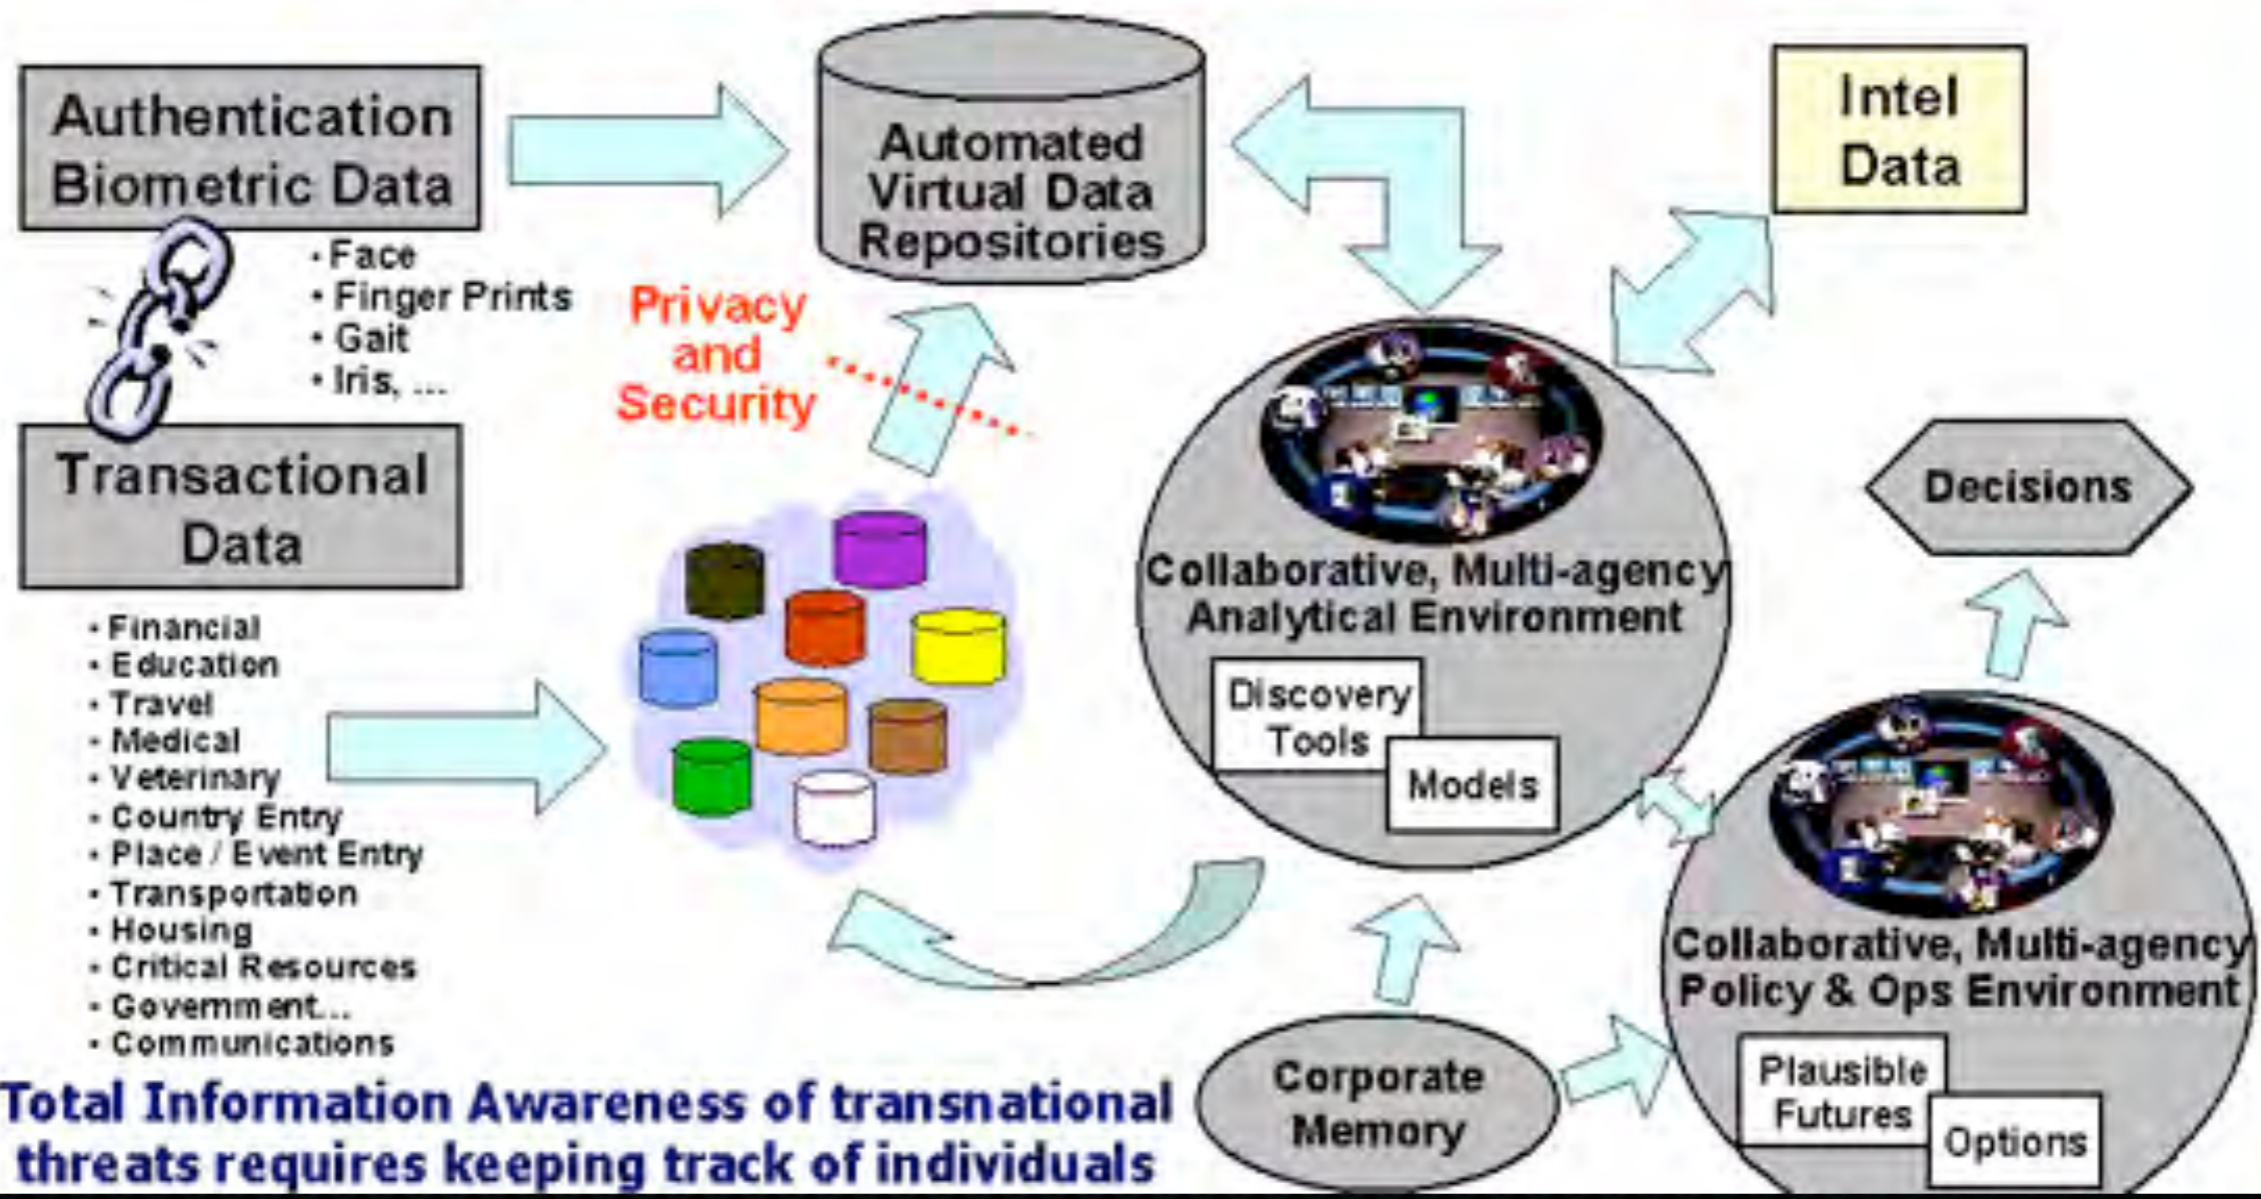 Authentication
Biometric Data
• Face
• Finger Prints
• Gait
• Iris, ...
Transactional
Data
• Financial
• Education
• Travel
• Medical
• Veterinary
• Country Entry
• Place / Event Entry
• Transportation
• Housing
• Critical Resources
• Government...
• Communications
Automated
Virtual Data
Repositories
Privacy
and
Security
Intel
Data
Collaborative, Multi-agency
Analytical Environment
Discovery
Tools
Models
Decisions
Collaborative, Multi-agency
Policy & Ops Environment
Plausible
Futures
Options
Corporate
Memory
Total Information Awareness of transnational
threats requires keeping track of individuals